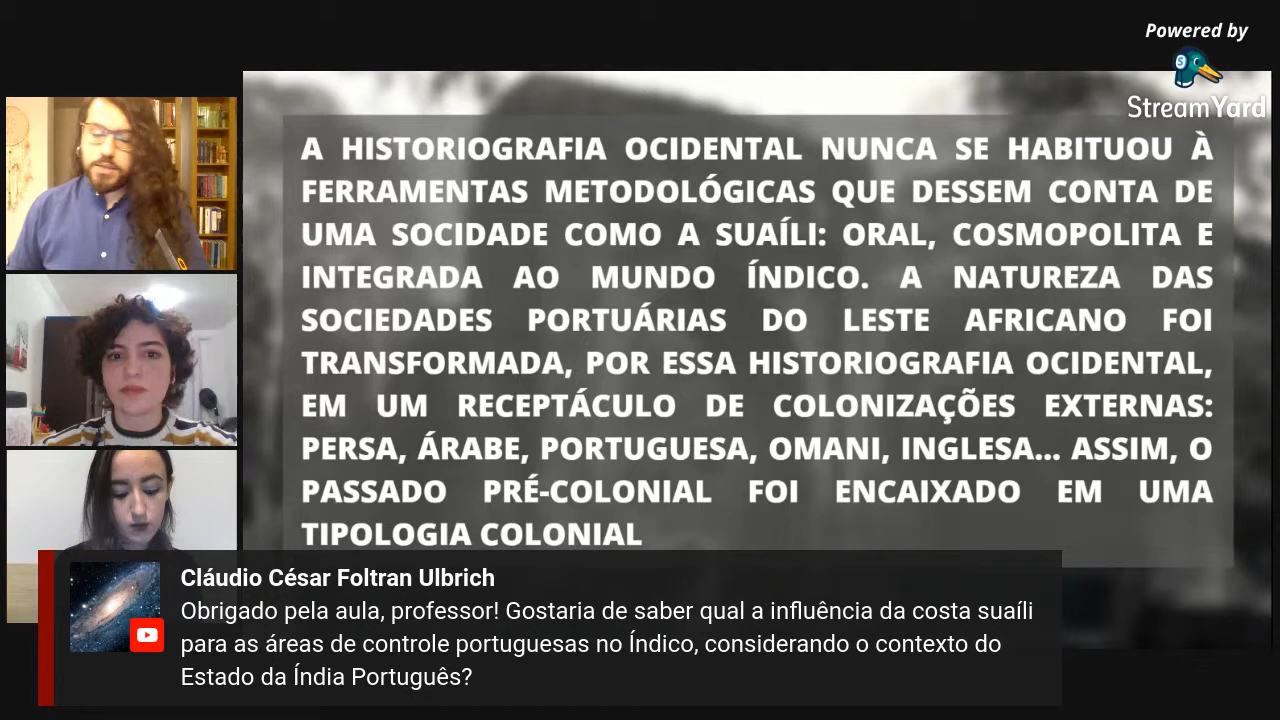 Powered by
StreamYard
A HISTORIOGRAFIA OCIDENTAL NUNCA SE HABITUOU À
FERRAMENTAS METODOLÓGICAS QUE DESSEM CONTA DE
UMA SOCIDADE COMO A SUAÍLI: ORAL, COSMOPOLITA E
INTEGRADA AO MUNDO ÍNDICO. A NATUREZA DAS
SOCIEDADES PORTUÁRIAS DO LESTE AFRICANO FOI
TRANSFORMADA, POR ESSA HISTORIOGRAFIA OCIDENTAL,
EM UM RECEPTÁCULO DE COLONIZAÇÕES EXTERNAS:
PERSA, ÁRABE, PORTUGUESA, OMANI, INGLESA... ASSIM, O
PASSADO PRÉ-COLONIAL FOI ENCAIXADO EM UMA
TIPOLOGIA COLONIAL
Cláudio César Foltran Ulbrich
Obrigado pela aula, professor! Gostaria de saber qual a influência da costa suaíli
para as áreas de controle portuguesas no Índico, considerando o contexto do
Estado da Índia Português?